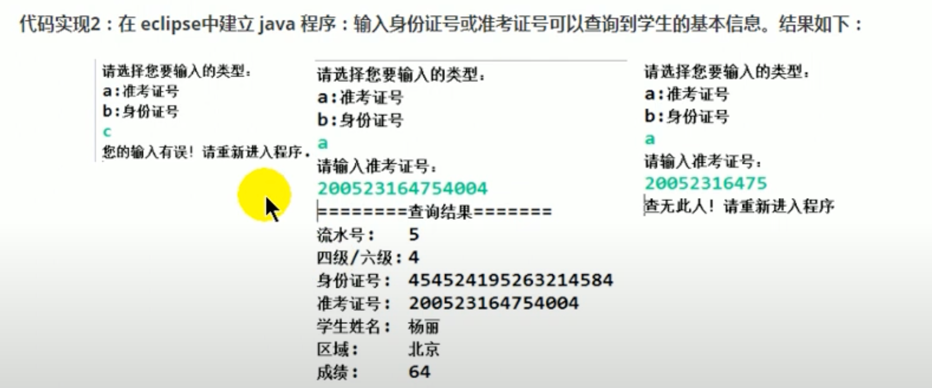 代码实现2：在 eclipse中建立 java 程序：输入身份证号或准考证号可以查询到学生的基本信息。结果如下：
请选择您要输入的类型：
a:准考证号
b:身份证号
c
您的输入有误！请重新进入程序．
请选择您要输入的类型：
a:准考证号
b:身份证号
a
请输入准考证号：
200523164754004
========查询结果=======
流水号： 5
四级/六级：4
身份证号： 454524195263214584
准考证号： 200523164754004
学生姓名： 杨丽
区域： 北京
成绩： 64
请选择您要输入的类型：
a:准考证号
b:身份证号
a
请输入准考证号：
20052316475
查无此人！请重新进入程序